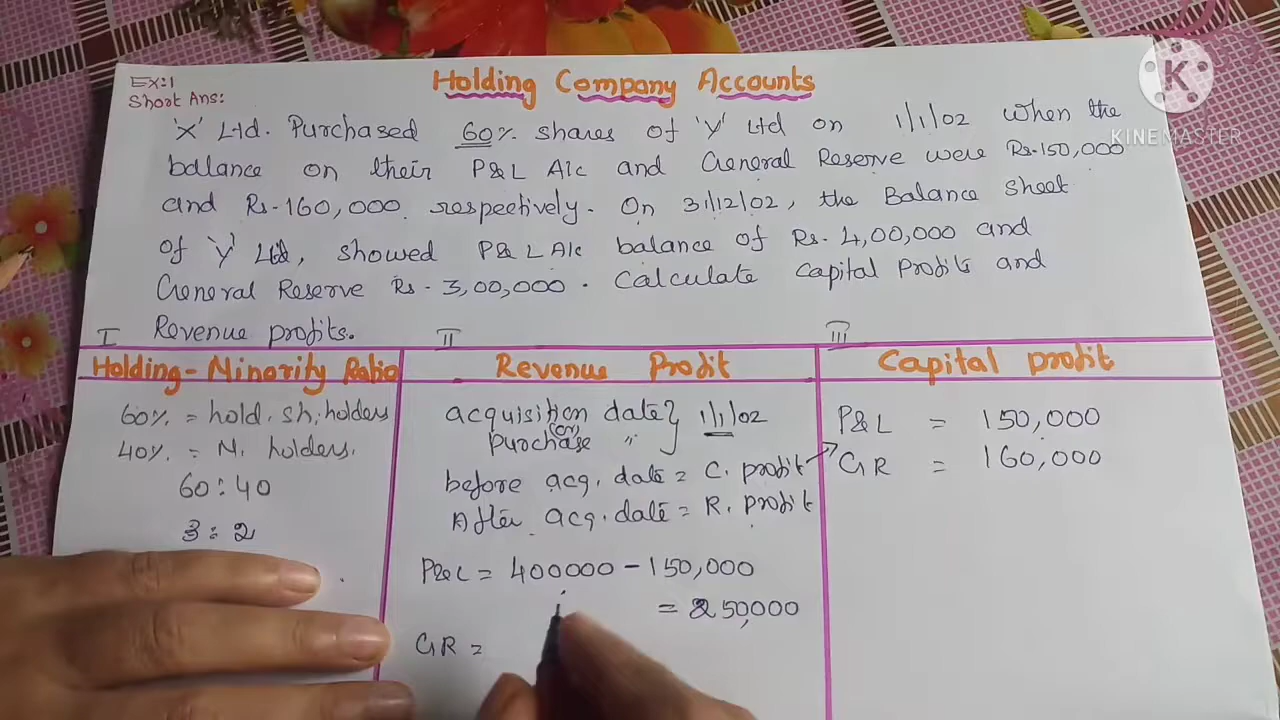 Ex:1
Short Ans:
Holding Company Accounts
K
KINEMASTER
'X' Ltd. Purchased 60% shares of 'Y' Ltd on 1/1/02 when the
balance on their P&L A/c and General Reserve were Rs.150,000
and Rs.160,000 respectively. On 31/12/02, the Balance Sheet
of 'Y' Ltd, showed P&L A/c balance of Rs. 4,00,000 and
General Reserve Rs. 3,00,000. Calculate Capital Profits and
Revenue profits.
I
Holding-Minority Ratio
60% = hold. sh. holders
40% = M. holders.
60:40
3:2
II
Revenue Profit
acquisition date } 1/1/02
(or)
Purchase "
before acq. date = C. profit
After acq. date = R. profit
P&L = 400000 - 150,000
= 250,000
GR =
III
Capital profit
P&L = 150,000
GR = 160,000